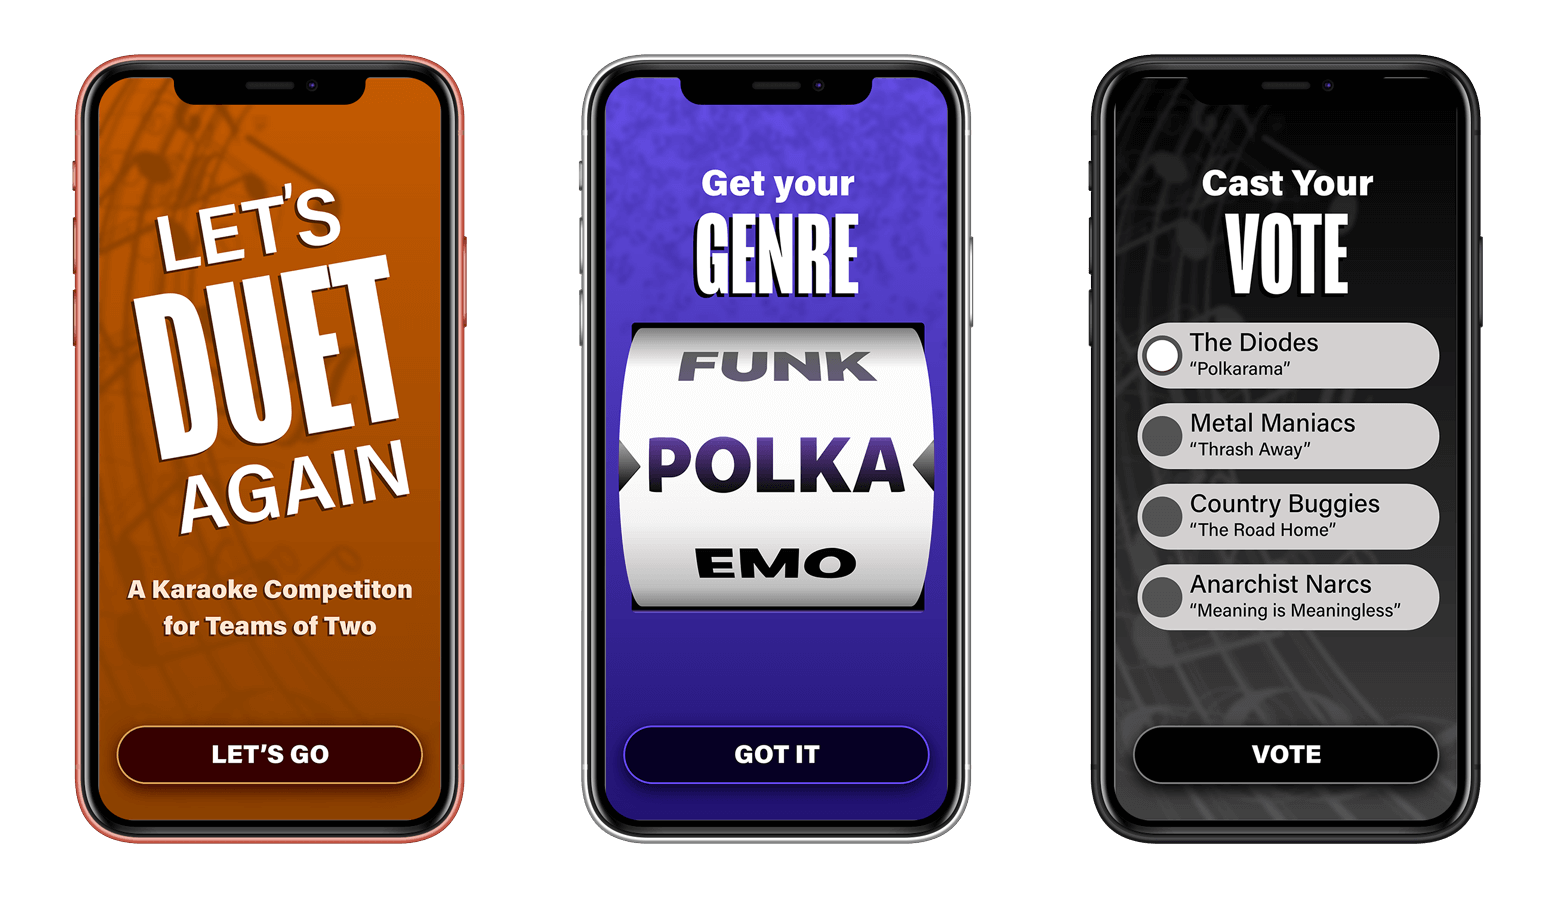 LET'S
DUET
AGAIN
A Karaoke Competiton
for Teams of Two
LET'S GO
Get your
GENRE
FUNK
POLKA
EMO
GOT IT
Cast Your
VOTE
The Diodes
“Polkarama”
Metal Maniacs
“Thrash Away”
Country Buggies
“The Road Home”
Anarchist Narcs
“Meaning is Meaningless”
VOTE